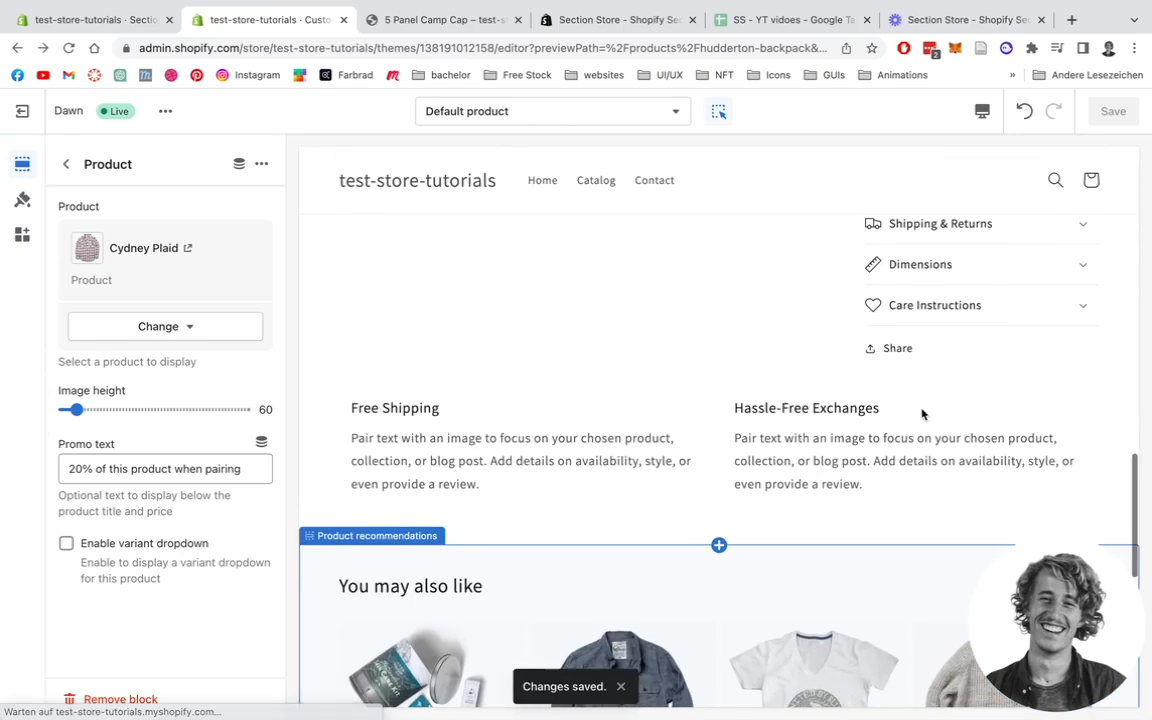 test-store-tutorials · Sectio
test-store-tutorials · Custo
5 Panel Camp Cap – test-s
Section Store - Shopify Sec
SS - YT vidoes - Google Ta
Section Store - Shopify Sec
admin.shopify.com/store/test-store-tutorials/themes/138191012158/editor?previewPath=%2Fproducts%2Fhudderton-backpack&...
2
Instagram
Farbrad
bachelor
Free Stock
websites
UI/UX
NFT
Icons
GUIs
Animations
»
Andere Lesezeichen
Dawn
Live
Default product
Save
Product
test-store-tutorials
Home
Catalog
Contact
Product
Cydney Plaid
Product
Change
Select a product to display
Image height
60
Promo text
20% of this product when pairing
Optional text to display below the
product title and price
Enable variant dropdown
Enable to display a variant dropdown
for this product
Remove block
Warten auf test-store-tutorials.myshopify.com...
Shipping & Returns
Dimensions
Care Instructions
Share
Free Shipping
Pair text with an image to focus on your chosen product,
collection, or blog post. Add details on availability, style, or
even provide a review.
Hassle-Free Exchanges
Pair text with an image to focus on your chosen product,
collection, or blog post. Add details on availability, style, or
even provide a review.
Product recommendations
You may also like
Changes saved.